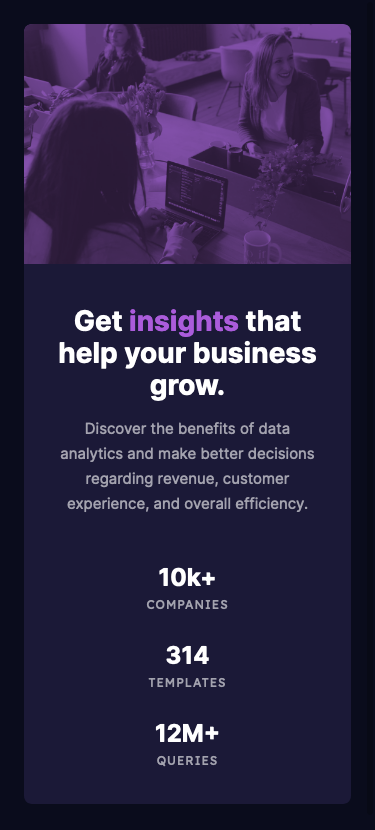 Get insights that
help your business
grow.
Discover the benefits of data
analytics and make better decisions
regarding revenue, customer
experience, and overall efficiency.
10k+
COMPANIES
314
TEMPLATES
12M+
QUERIES